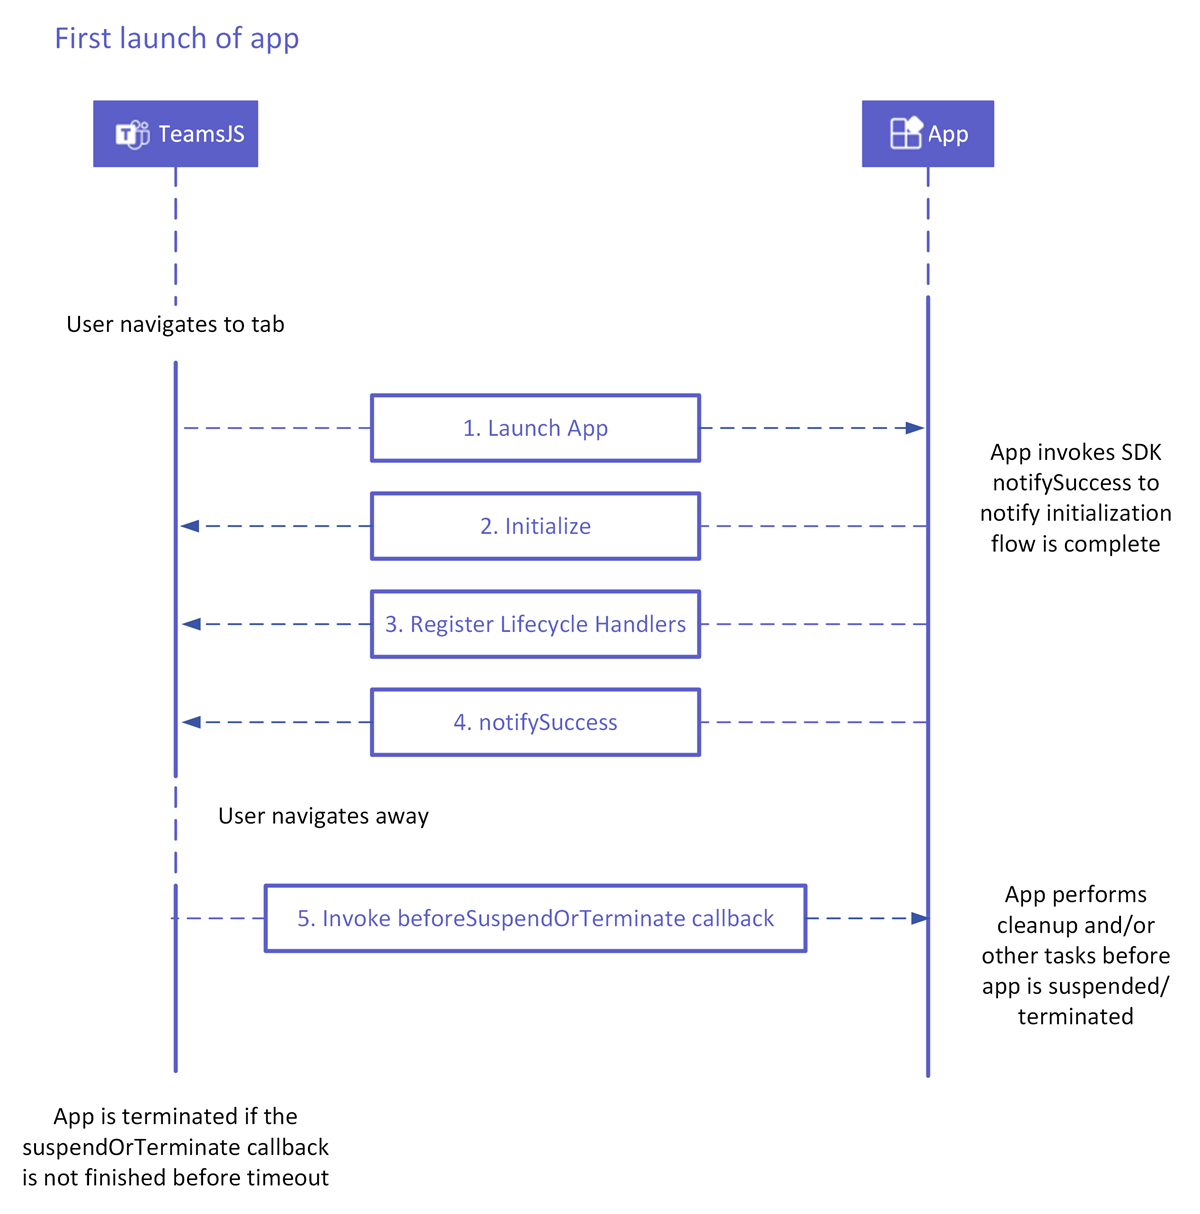 First launch of app
TeamsJS
App
User navigates to tab
1. Launch App
App invokes SDK
notifySuccess to
notify initialization
flow is complete
2. Initialize
3. Register Lifecycle Handlers
4. notifySuccess
User navigates away
5. Invoke beforeSuspendOrTerminate callback
App performs
cleanup and/or
other tasks before
app is suspended/
terminated
App is terminated if the
suspendOrTerminate callback
is not finished before timeout